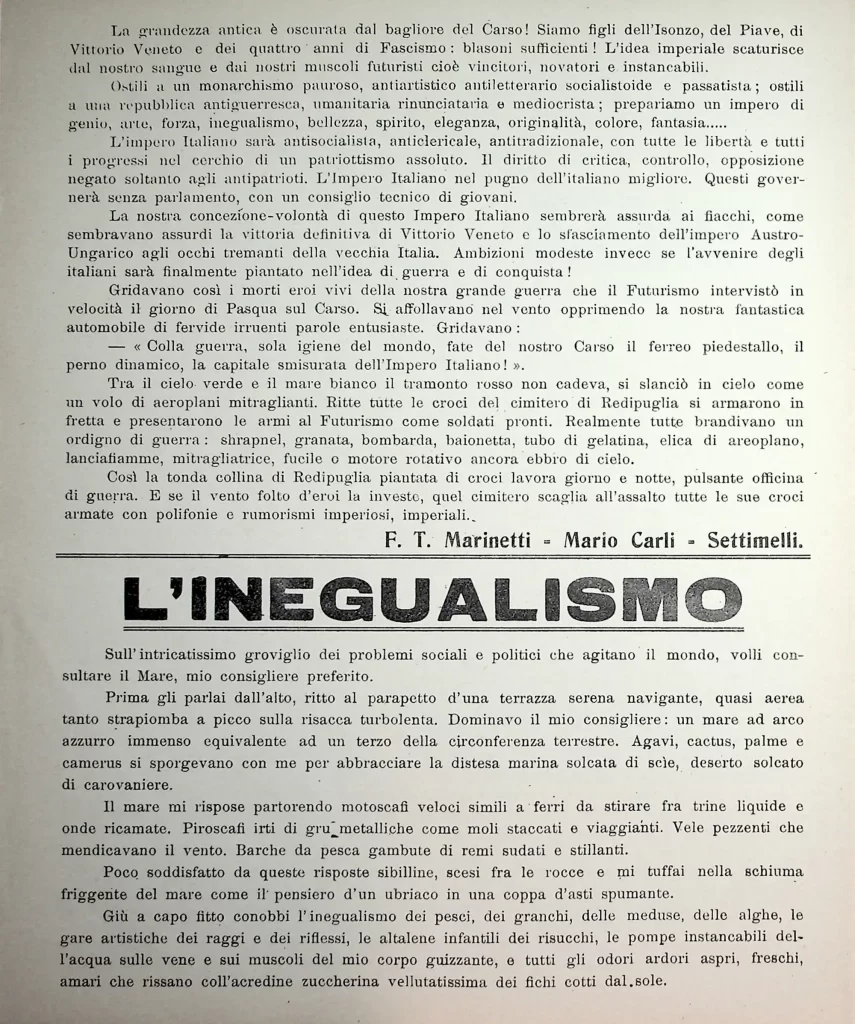 La grandezza antica è oscurata dal bagliore del Carso! Siamo figli dell'Isonzo, del Piave, di
Vittorio Veneto e dei quattro anni di Fascismo: blasoni sufficienti! L'idea imperiale scaturisce
dal nostro sangue e dai nostri muscoli futuristi cioè vincitori, novatori e instancabili.
Ostili a un monarchismo pauroso, antiartistico antiletterario socialistoide e passatista; ostili
a una repubblica antiguerresca, umanitaria rinunciataria e mediocrista; prepariamo un impero di
genio, arte, forza, inegualismo, bellezza, spirito, eleganza, originalità, colore, fantasia.....
L'impero Italiano sarà antisocialista, anticlericale, antitradizionale, con tutte le libertà e tutti
i progressi nel cerchio di un patriottismo assoluto. Il diritto di critica, controllo, opposizione
negato soltanto agli antipatrioti. L'Impero Italiano nel pugno dell'italiano migliore. Questi gover-
nerà senza parlamento, con un consiglio tecnico di giovani.
La nostra concezione-volontà di questo Impero Italiano sembrerà assurda ai fiacchi, come
sembravano assurdi la vittoria definitiva di Vittorio Veneto e lo sfasciamento dell'impero Austro-
Ungarico agli occhi tremanti della vecchia Italia. Ambizioni modeste invece se l'avvenire degli
italiani sarà finalmente piantato nell'idea di guerra e di conquista!
Gridavano così i morti eroi vivi della nostra grande guerra che il Futurismo intervistò in
velocità il giorno di Pasqua sul Carso. Si affollavano nel vento opprimendo la nostra fantastica
automobile di fervide irruenti parole entusiaste. Gridavano:
— « Colla guerra, sola igiene del mondo, fate del nostro Carso il ferreo piedestallo, il
perno dinamico, la capitale smisurata dell'Impero Italiano! ».
Tra il cielo verde e il mare bianco il tramonto rosso non cadeva, si slanciò in cielo come
un volo di aeroplani mitraglianti. Ritte tutte le croci del cimitero di Redipuglia si armarono in
fretta e presentarono le armi al Futurismo come soldati pronti. Realmente tutte brandivano un
ordigno di guerra: shrapnel, granata, bombarda, baionetta, tubo di gelatina, elica di areoplano,
lanciafiamme, mitragliatrice, fucile o motore rotativo ancora ebbro di cielo.
Così la tonda collina di Redipuglia piantata di croci lavora giorno e notte, pulsante officina
di guerra. E se il vento folto d'eroi la investe, quel cimitero scaglia all'assalto tutte le sue croci
armate con polifonie e rumorismi imperiosi, imperiali..
F. T. Marinetti - Mario Carli - Settimelli.
L'INEGUALISMO
Sull'intricatissimo groviglio dei problemi sociali e politici che agitano il mondo, volli con-
sultare il Mare, mio consigliere preferito.
Prima gli parlai dall'alto, ritto al parapetto d'una terrazza serena navigante, quasi aerea
tanto strapiomba a picco sulla risacca turbolenta. Dominavo il mio consigliere: un mare ad arco
azzurro immenso equivalente ad un terzo della circonferenza terrestre. Agavi, cactus, palme e
camerus si sporgevano con me per abbracciare la distesa marina solcata di scìe, deserto solcato
di carovaniere.
Il mare mi rispose partorendo motoscafi veloci simili a ferri da stirare fra trine liquide e
onde ricamate. Piroscafi irti di gru metalliche come moli staccati e viaggianti. Vele pezzenti che
mendicavano il vento. Barche da pesca gambute di remi sudati e stillanti.
Poco soddisfatto da queste risposte sibilline, scesi fra le rocce e mi tuffai nella schiuma
friggente del mare come il pensiero d'un ubriaco in una coppa d'asti spumante.
Giù a capo fitto conobbi l'inegualismo dei pesci, dei granchi, delle meduse, delle alghe, le
gare artistiche dei raggi e dei riflessi, le altalene infantili dei risucchi, le pompe instancabili del-
l'acqua sulle vene e sui muscoli del mio corpo guizzante, e tutti gli odori ardori aspri, freschi,
amari che rissano coll'acredine zuccherina vellutatissima dei fichi cotti dal sole.